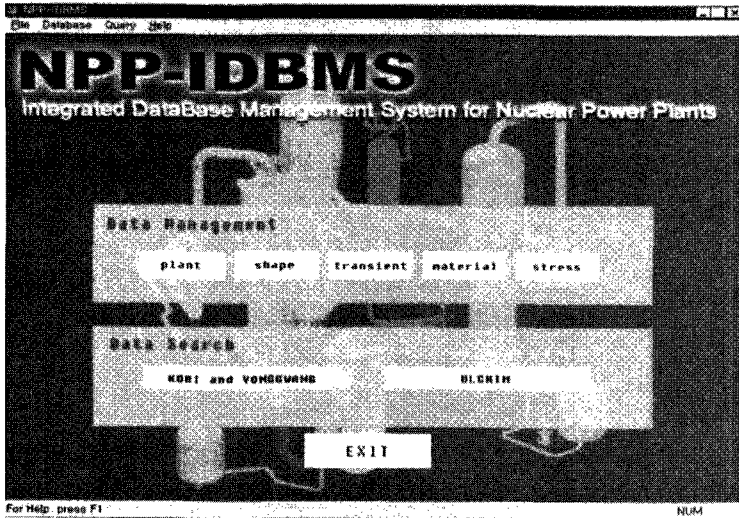 NPP-IDBMS
File Database Query Help
NPP-IDBMS
Integrated DataBase Management System for Nuclear Power Plants
Data Management
plant shape transient material stress
Data Search
KORI and YONGGWANG ULCHIN
EXIT
For Help, press F1 NUM